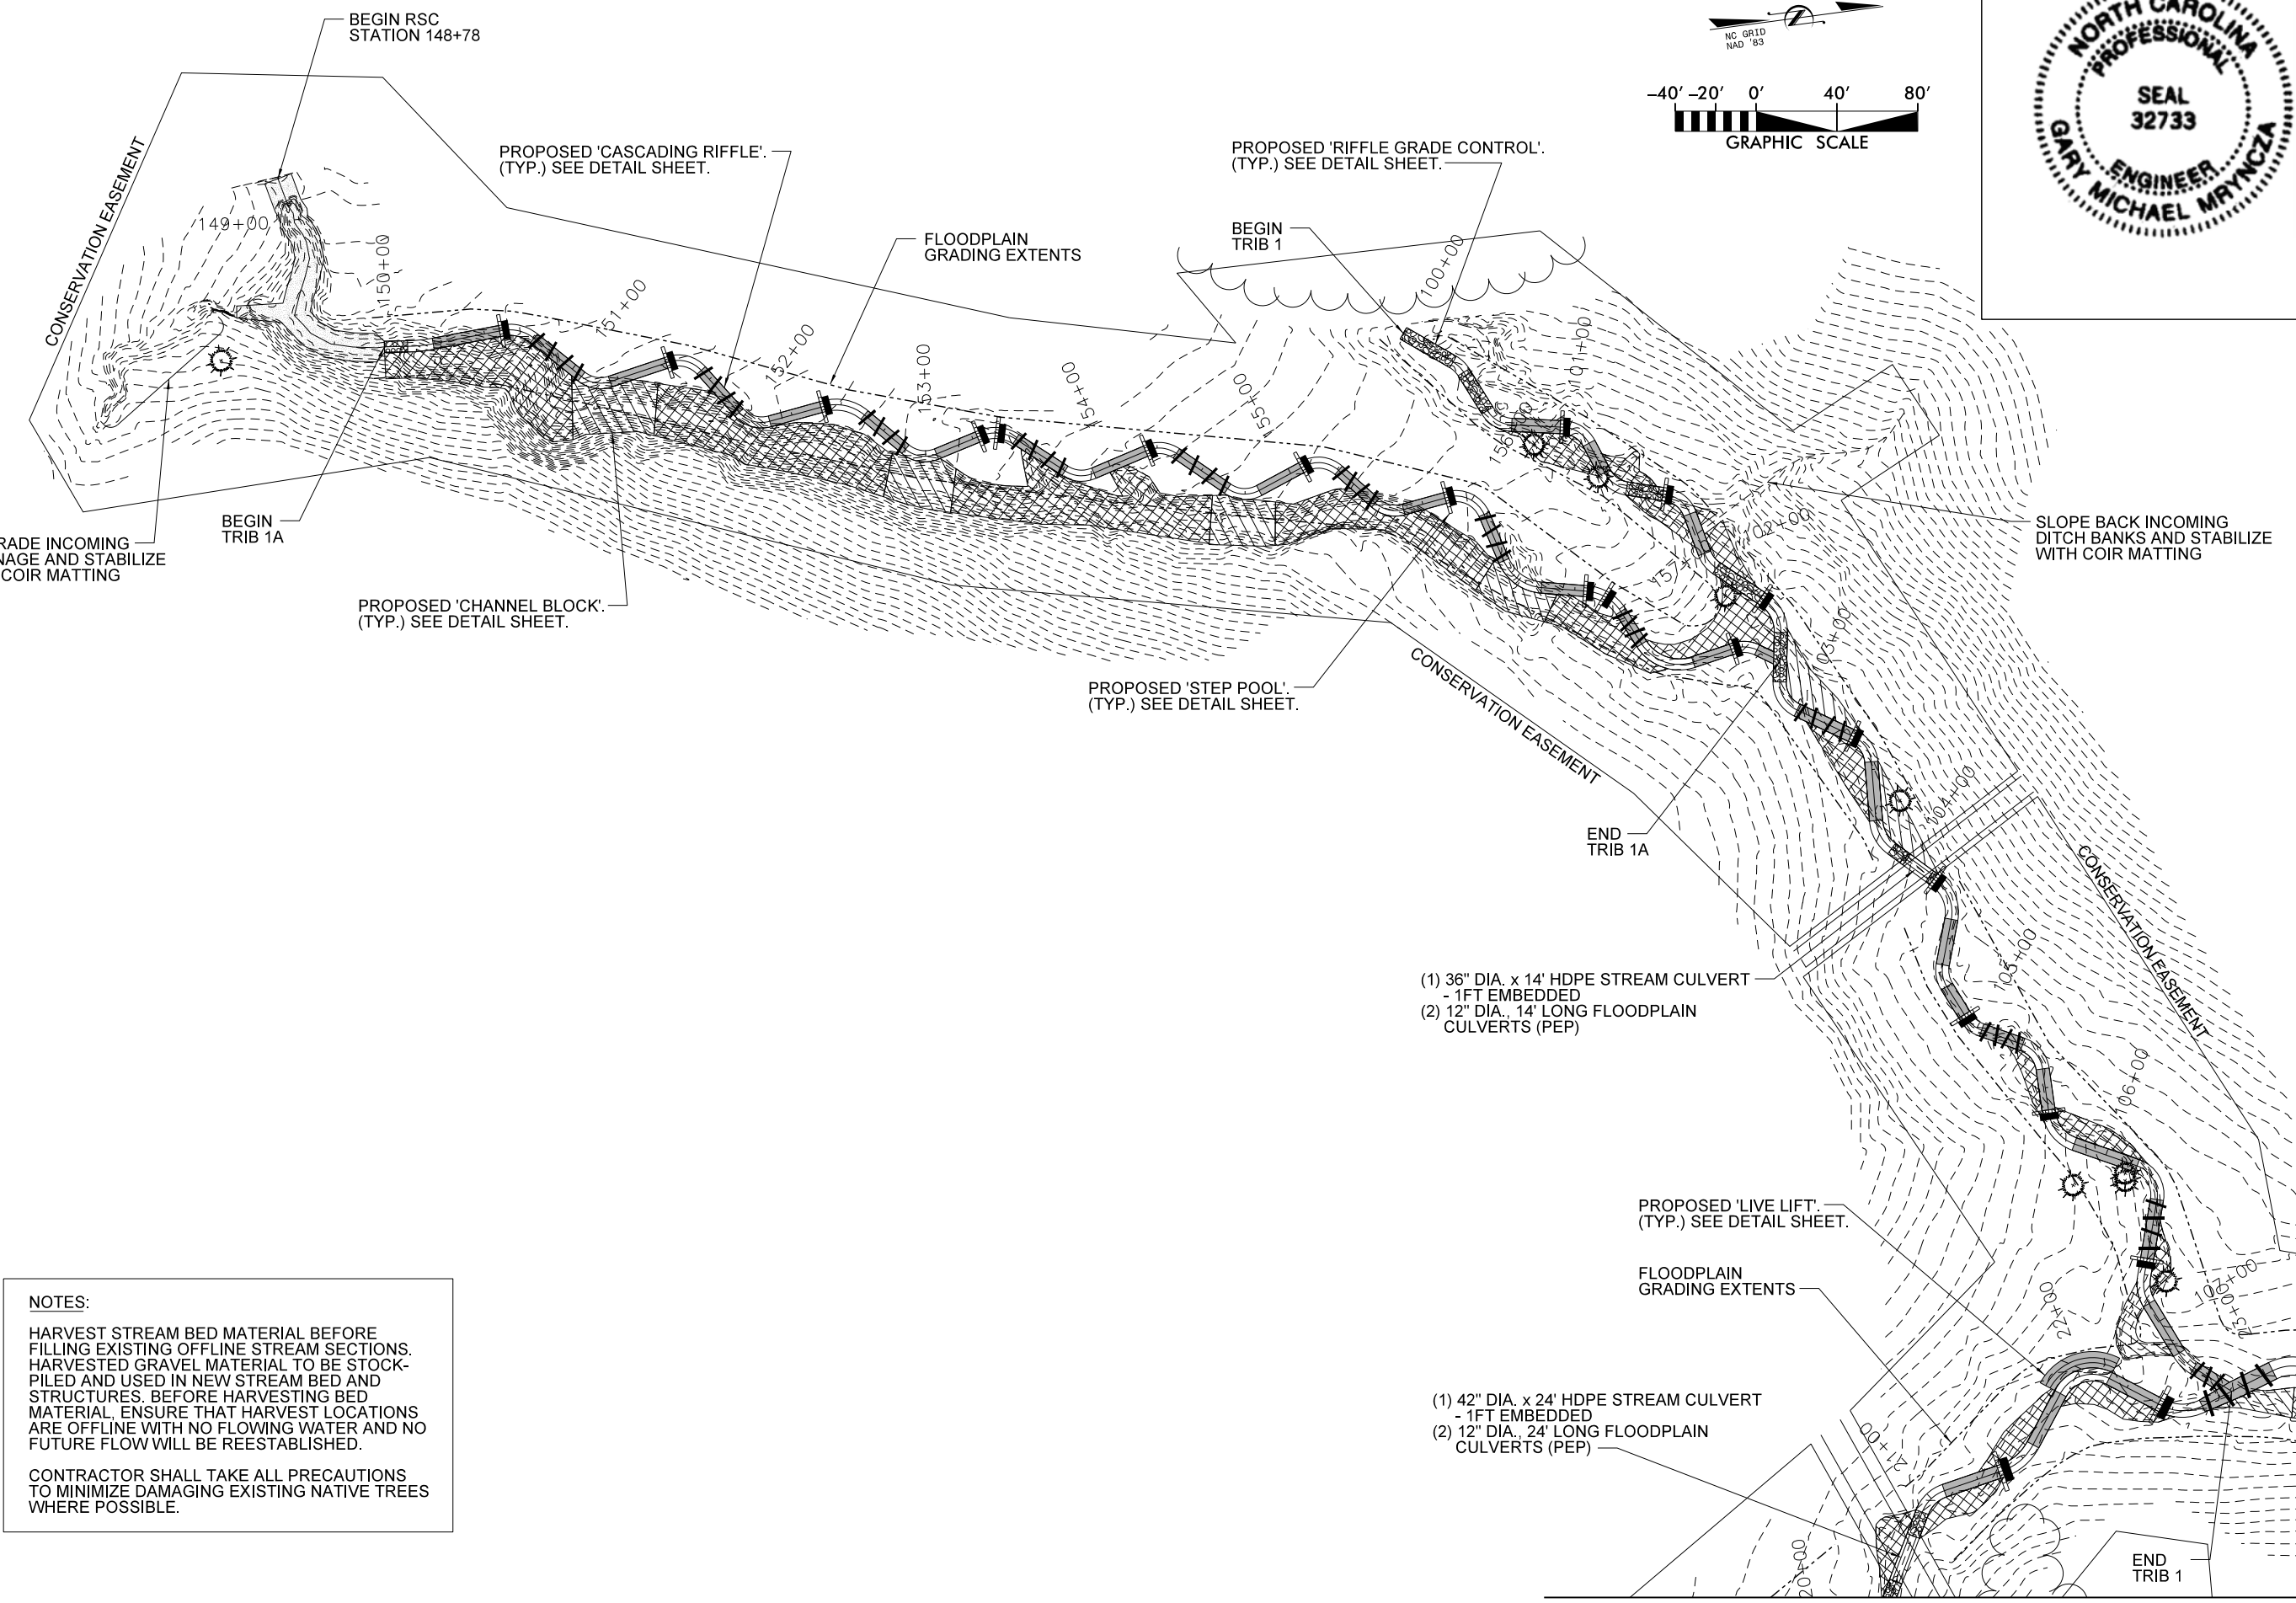 BEGIN RSC
STATION 148+78
NC GRID
NAD '83
–40' –20' 0' 40' 80'
GRAPHIC SCALE
NORTH CAROLINA
PROFESSIONAL
SEAL
32733
ENGINEER
GARY MICHAEL MRYNCZA
CONSERVATION EASEMENT
PROPOSED 'CASCADING RIFFLE'.
(TYP.) SEE DETAIL SHEET.
PROPOSED 'RIFFLE GRADE CONTROL'.
(TYP.) SEE DETAIL SHEET.
BEGIN
TRIB 1
FLOODPLAIN
GRADING EXTENTS
149+00
150+00
151+00
152+00
153+00
154+00
155+00
100+00
101+00
102+00
103+00
BEGIN
TRIB 1A
RADE INCOMING
NAGE AND STABILIZE
COIR MATTING
SLOPE BACK INCOMING
DITCH BANKS AND STABILIZE
WITH COIR MATTING
PROPOSED 'CHANNEL BLOCK'.
(TYP.) SEE DETAIL SHEET.
PROPOSED 'STEP POOL'.
(TYP.) SEE DETAIL SHEET.
CONSERVATION EASEMENT
END
TRIB 1A
104+00
CONSERVATION EASEMENT
105+00
(1) 36" DIA. x 14' HDPE STREAM CULVERT
- 1FT EMBEDDED
(2) 12" DIA., 14' LONG FLOODPLAIN
CULVERTS (PEP)
106+00
PROPOSED 'LIVE LIFT'.
(TYP.) SEE DETAIL SHEET.
FLOODPLAIN
GRADING EXTENTS
107+00
22+00
23+00
(1) 42" DIA. x 24' HDPE STREAM CULVERT
- 1FT EMBEDDED
(2) 12" DIA., 24' LONG FLOODPLAIN
CULVERTS (PEP)
21+00
20+00
END
TRIB 1
NOTES:
HARVEST STREAM BED MATERIAL BEFORE
FILLING EXISTING OFFLINE STREAM SECTIONS.
HARVESTED GRAVEL MATERIAL TO BE STOCK-
PILED AND USED IN NEW STREAM BED AND
STRUCTURES. BEFORE HARVESTING BED
MATERIAL, ENSURE THAT HARVEST LOCATIONS
ARE OFFLINE WITH NO FLOWING WATER AND NO
FUTURE FLOW WILL BE REESTABLISHED.
CONTRACTOR SHALL TAKE ALL PRECAUTIONS
TO MINIMIZE DAMAGING EXISTING NATIVE TREES
WHERE POSSIBLE.